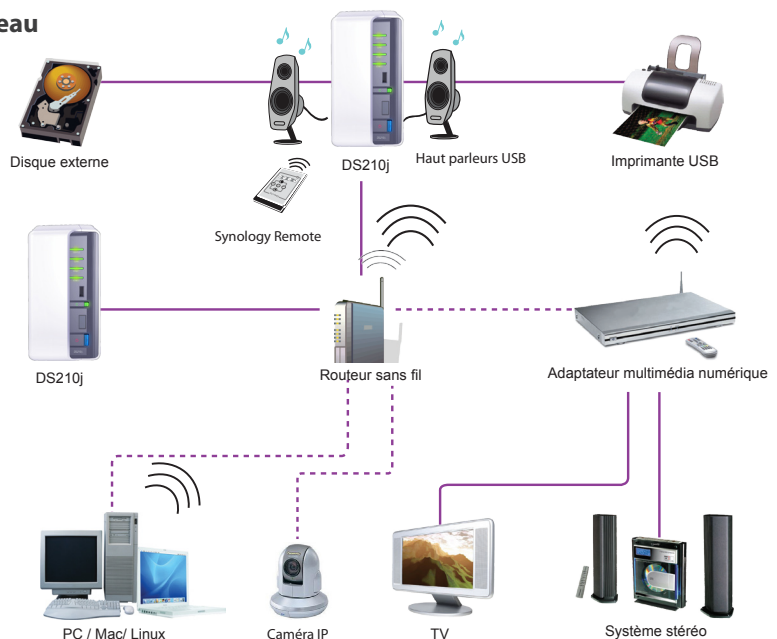 eau
Disque externe
DS210j
Haut parleurs USB
Imprimante USB
Synology Remote
DS210j
Routeur sans fil
Adaptateur multimédia numérique
PC / Mac/ Linux
Caméra IP
TV
Système stéréo